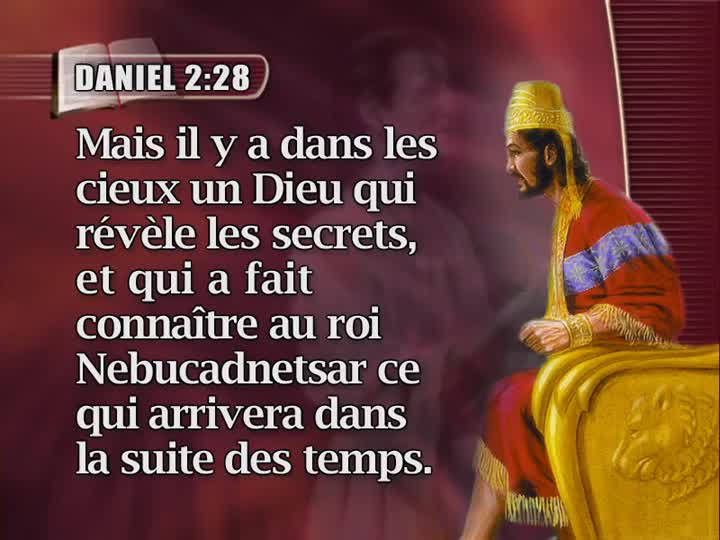 DANIEL 2:28
Mais il y a dans les
cieux un Dieu qui
révèle les secrets,
et qui a fait
connaître au roi
Nebucadnetsar ce
qui arrivera dans
la suite des temps.